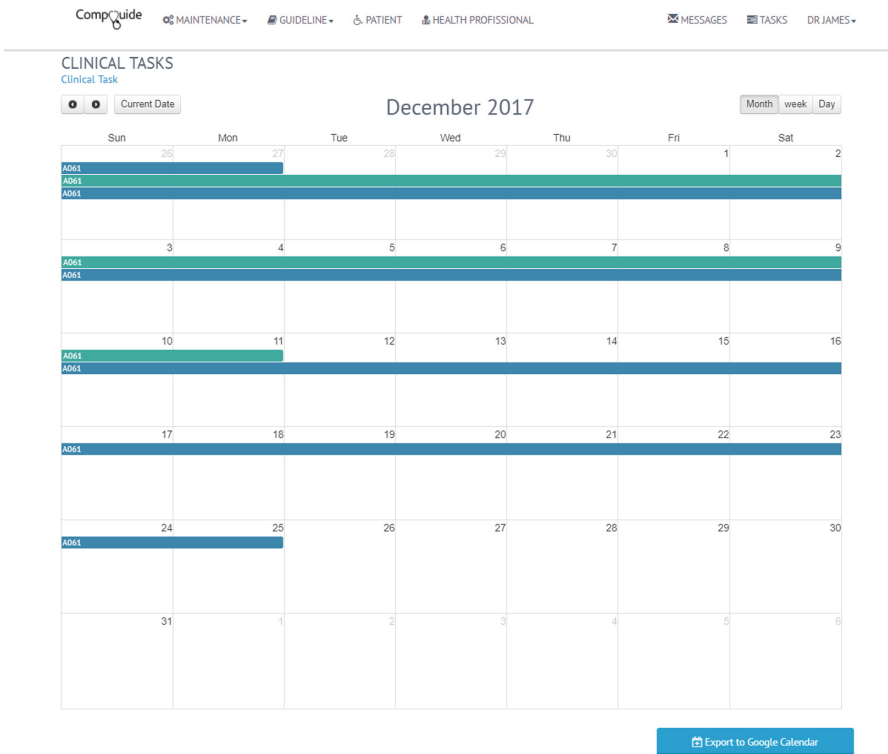 CompGuide MAINTENANCE GUIDELINE PATIENT HEALTH PROFISSIONAL MESSAGES TASKS DR JAMES
CLINICAL TASKS
Clinical Task
Current Date December 2017 Month week Day
Sun Mon Tue Wed Thu Fri Sat
26 27 28 29 30 1 2
A061
A061
A061
3 4 5 6 7 8 9
A061
A061
10 11 12 13 14 15 16
A061
A061
17 18 19 20 21 22 23
A061
24 25 26 27 28 29 30
A061
31 1 2 3 4 5 6
Export to Google Calendar